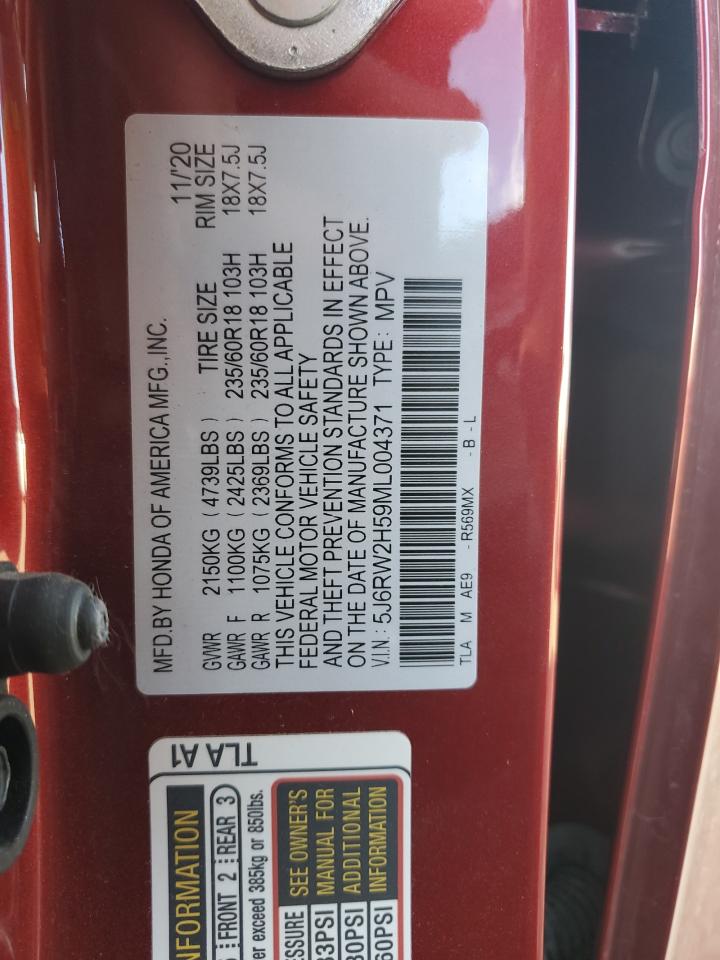 MFD.BY HONDA OF AMERICA MFG.,INC. 11/'20
TIRE SIZE RIM SIZE
GVWR 2150KG ( 4739LBS )
GAWR F 1100KG ( 2425LBS ) 235/60R18 103H 18X7.5J
GAWR R 1075KG ( 2369LBS ) 235/60R18 103H 18X7.5J
THIS VEHICLE CONFORMS TO ALL APPLICABLE
FEDERAL MOTOR VEHICLE SAFETY
AND THEFT PREVENTION STANDARDS IN EFFECT
ON THE DATE OF MANUFACTURE SHOWN ABOVE.
V.I.N.: 5J6RW2H59ML004371 TYPE: MPV
TLA M AE9 - R569MX - B - L
TLA A1
FRONT 2 REAR 3
exceed 385kg or 850lbs.
SEE OWNER'S
MANUAL FOR
ADDITIONAL
INFORMATION
60PSI